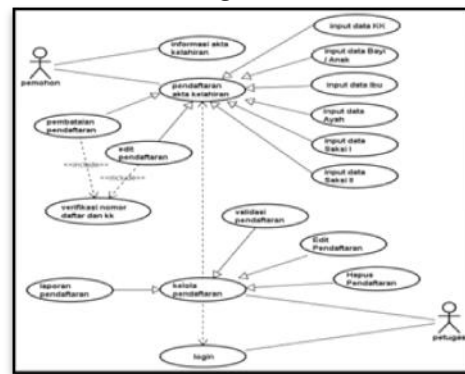 informasi akta
kelahiran
pemohon
pendaftaran
akta kelahiran
input data KK
input data Bayi
/ Anak
input data Ibu
input data
Ayah
input data
Saksi I
input data
Saksi II
pembatalan
pendaftaran
edit
pendaftaran
<<include>>
<<include>>
verifikasi nomor
daftar dan kk
validasi
pendaftaran
Edit
Pendaftaran
Hapus
Pendaftaran
laporan
pendaftaran
kelola
pendaftaran
login
petugas